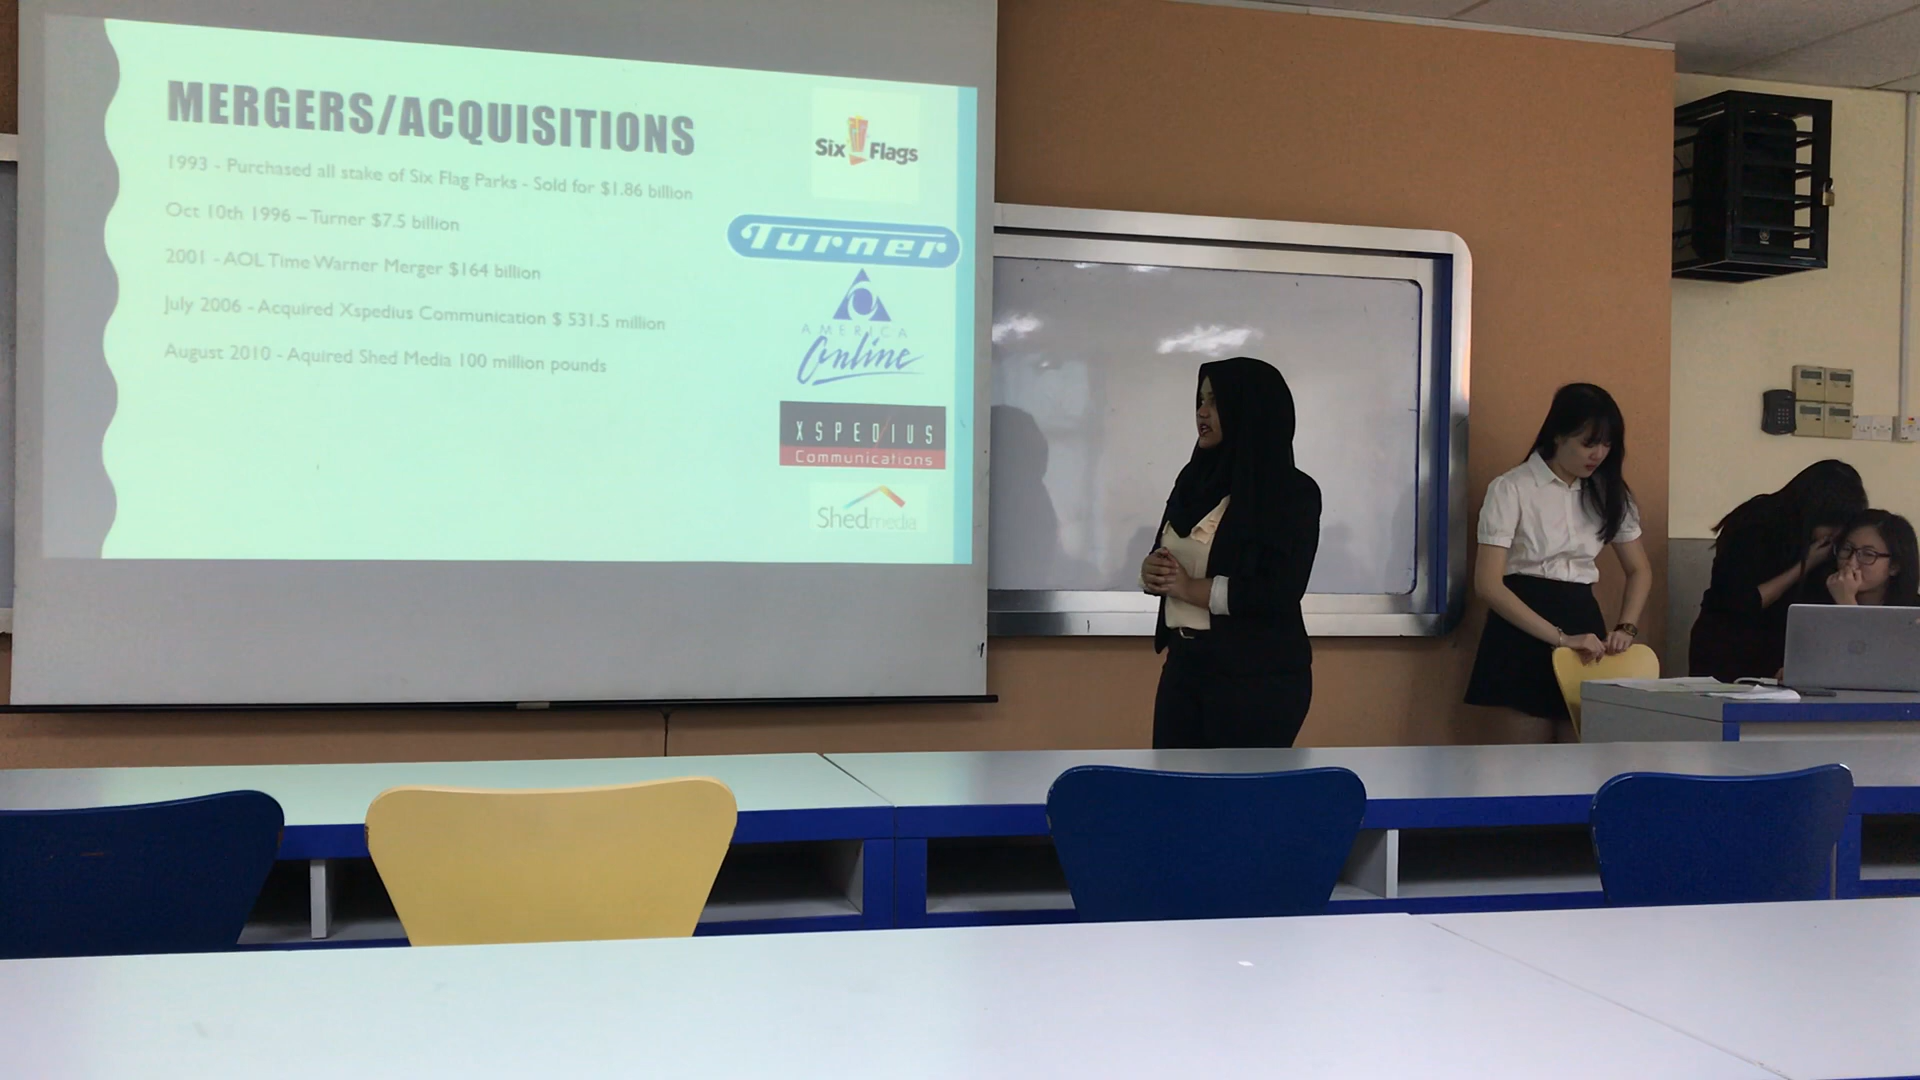 MERGERS/ACQUISITIONS
1993 - Purchased all stake of Six Flag Parks - Sold for $1.86 billion
Oct 10th 1996 – Turner $7.5 billion
2001 - AOL Time Warner Merger $164 billion
July 2006 - Acquired Xspedius Communication $ 531.5 million
August 2010 - Aquired Shed Media 100 million pounds
Six Flags
Turner
AMERICA
Online
XSPEDIUS
Communications
Shedmedia